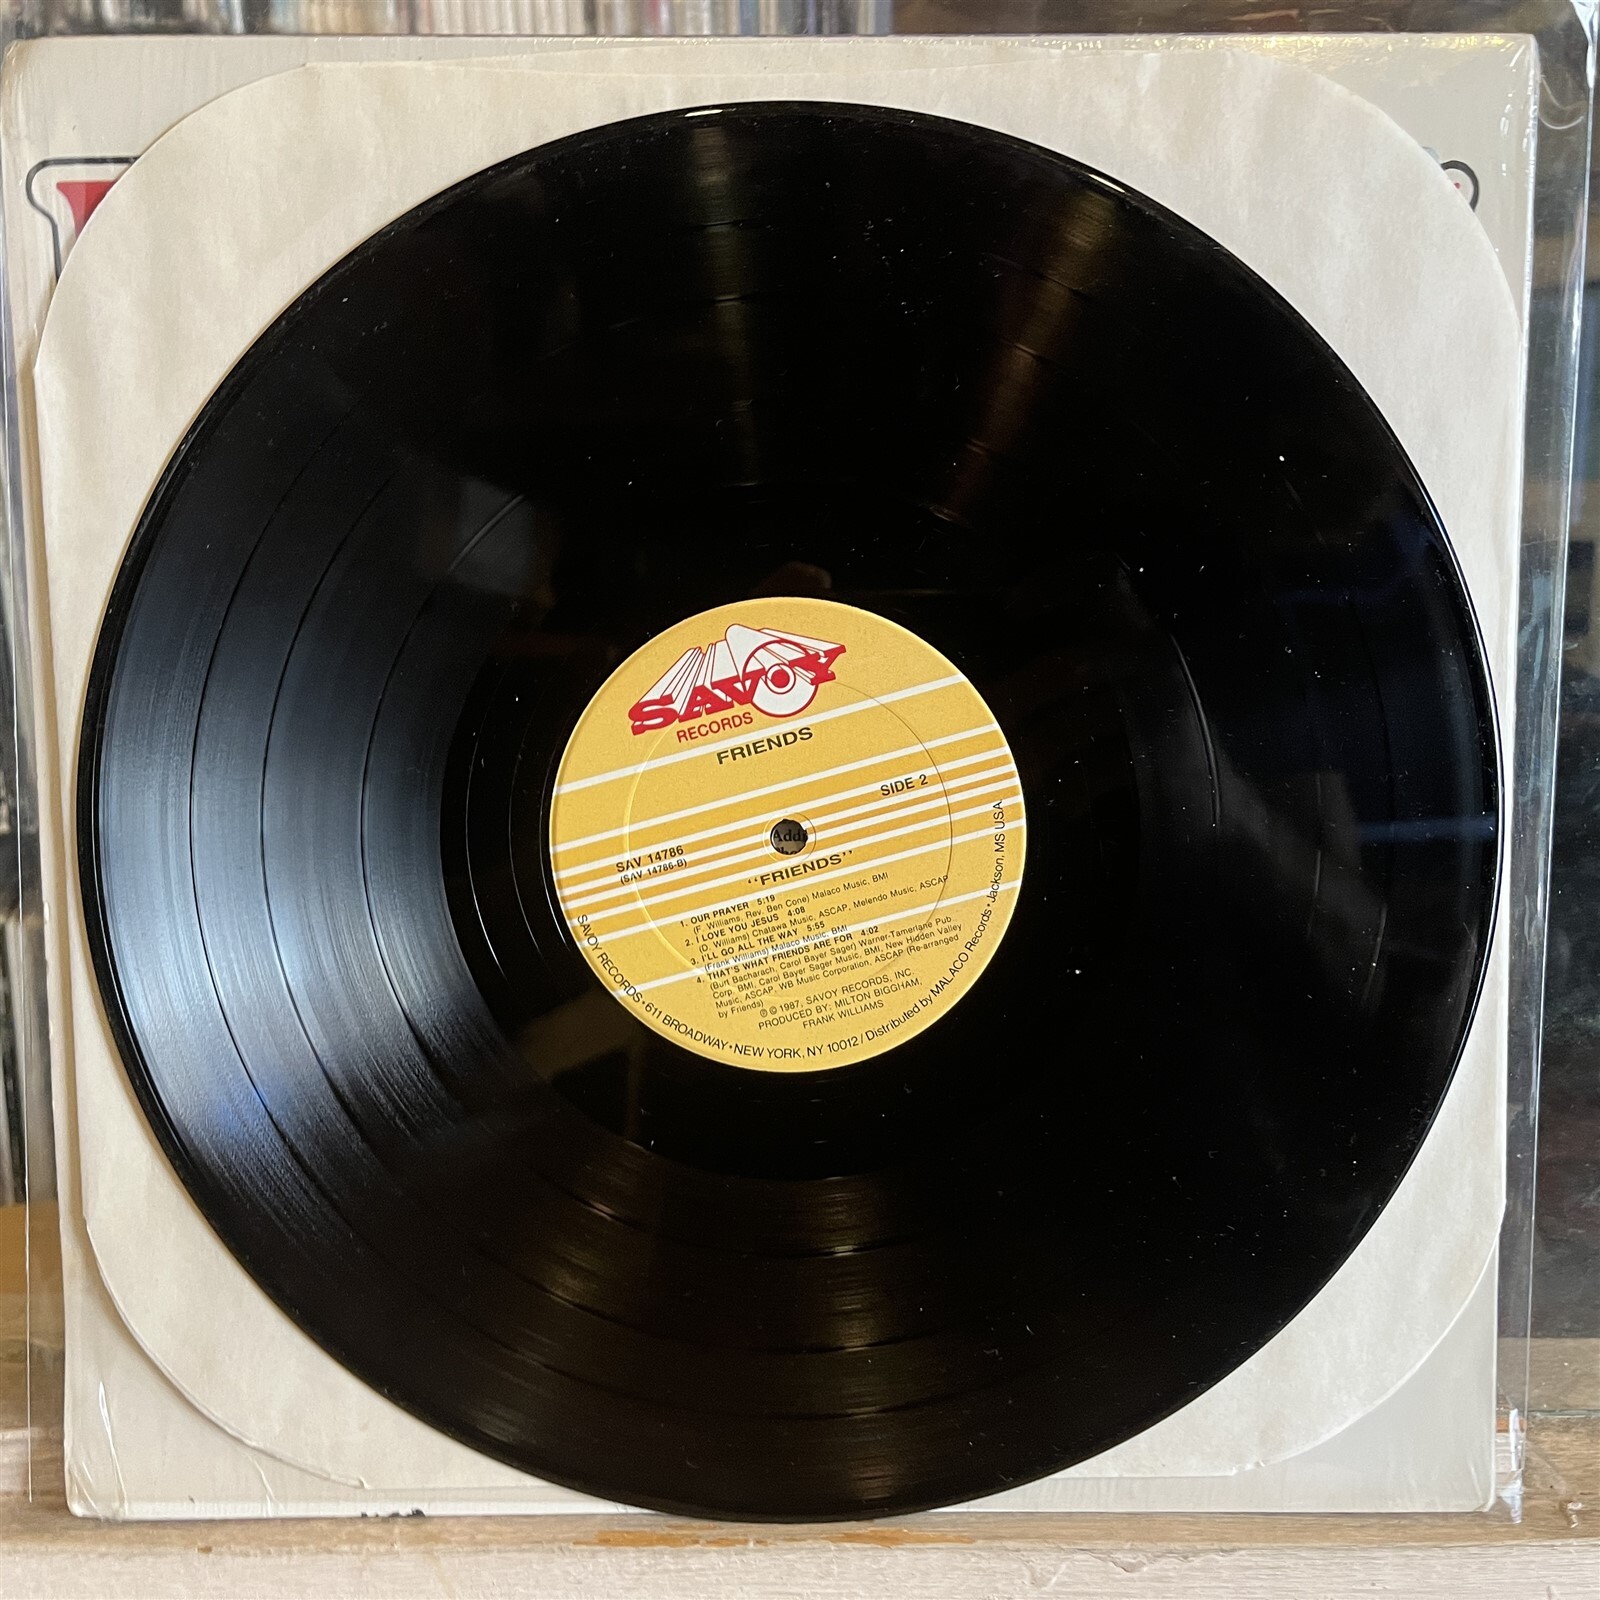 SAVOY
RECORDS
FRIENDS
SIDE 2
SAV 14786
(SAV 14786-B)
"FRIENDS"
1. OUR PRAYER 5:19
(F. Williams, Rev. Ben Cone) Malaco Music, BMI
2. I LOVE YOU JESUS 4:08
(D. Williams) Chatawa Music, ASCAP, Melendo Music, ASCAP
3. I'LL GO ALL THE WAY 5:55
(Frank Williams) Malaco Music, BMI
4. THAT'S WHAT FRIENDS ARE FOR 4:02
(Burt Bacharach, Carol Bayer Sager) Warner-Tamerlane Pub.
Corp. BMI, Carol Bayer Sager Music, BMI, New Hidden Valley
Music, ASCAP, WB Music Corporation, ASCAP (Re-arranged
by Friends)
℗ © 1987, SAVOY RECORDS, INC.
PRODUCED BY: MILTON BIGGHAM,
FRANK WILLIAMS
SAVOY RECORDS • 611 BROADWAY • NEW YORK, NY 10012 / Distributed by MALACO Records • Jackson, MS U.S.A.